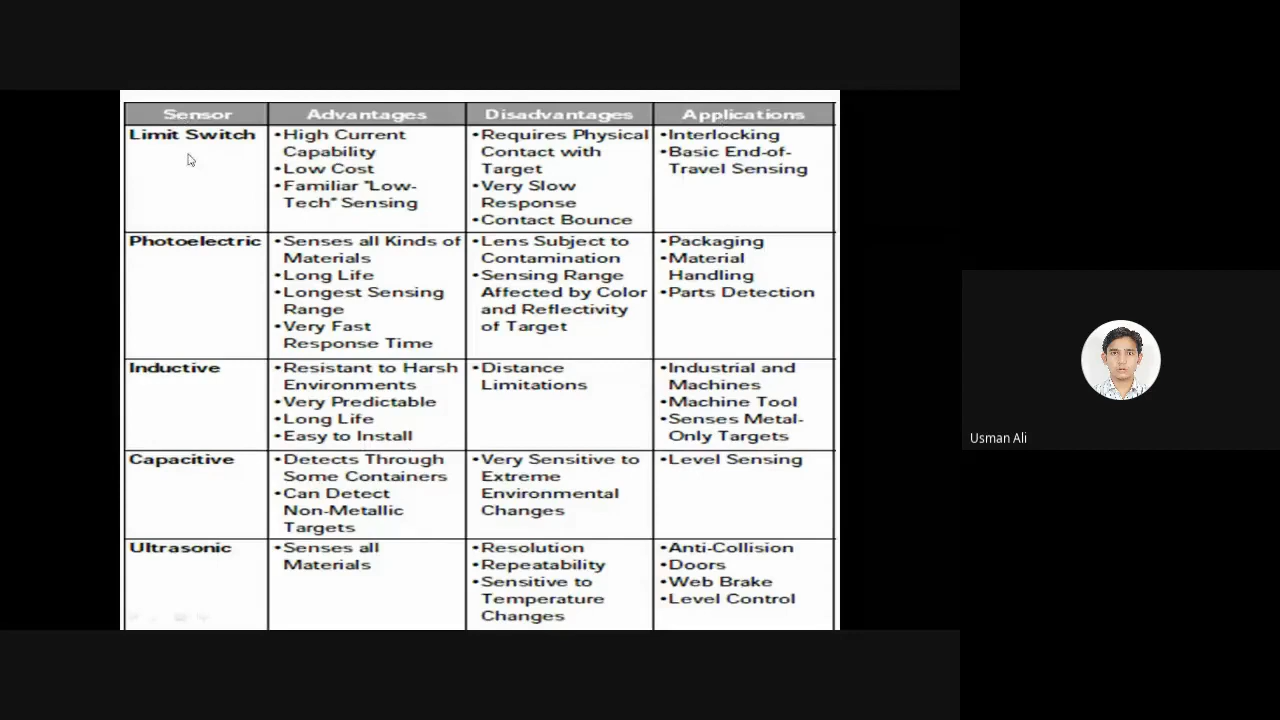 Sensor Advantages Disadvantages Applications
Limit Switch
•High Current
Capability
•Low Cost
•Familiar "Low-
Tech" Sensing
•Requires Physical
Contact with
Target
•Very Slow
Response
•Contact Bounce
•Interlocking
•Basic End-of-
Travel Sensing
Photoelectric
•Senses all Kinds of
Materials
•Long Life
•Longest Sensing
Range
•Very Fast
Response Time
•Lens Subject to
Contamination
•Sensing Range
Affected by Color
and Reflectivity
of Target
•Packaging
•Material
Handling
•Parts Detection
Inductive
•Resistant to Harsh
Environments
•Very Predictable
•Long Life
•Easy to Install
•Distance
Limitations
•Industrial and
Machines
•Machine Tool
•Senses Metal-
Only Targets
Capacitive
•Detects Through
Some Containers
•Can Detect
Non-Metallic
Targets
•Very Sensitive to
Extreme
Environmental
Changes
•Level Sensing
Ultrasonic
•Senses all
Materials
•Resolution
•Repeatability
•Sensitive to
Temperature
Changes
•Anti-Collision
•Doors
•Web Brake
•Level Control
Usman Ali